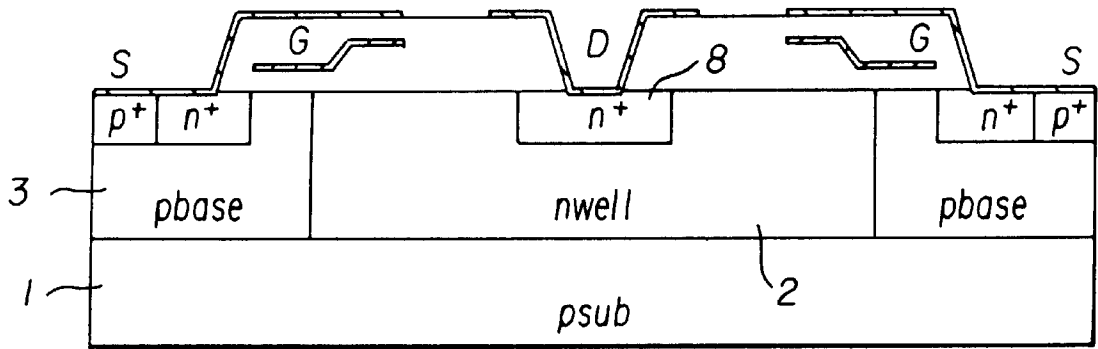 G D G
S 8 S
p+ n+ n+ n+ p+
3
pbase nwell pbase
1 2
psub